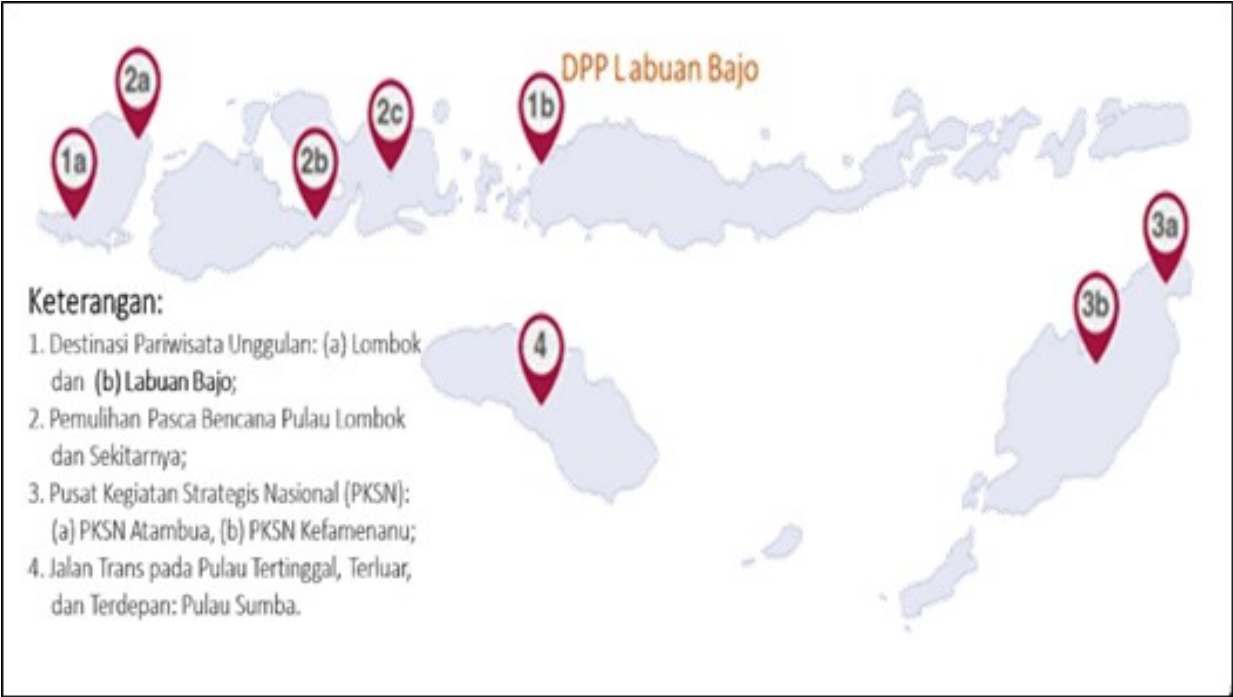 DPP Labuan Bajo
2a
2c
1b
1a
2b
3a
3b
4
Keterangan:
1. Destinasi Pariwisata Unggulan: (a) Lombok
dan (b) Labuan Bajo;
2. Pemulihan Pasca Bencana Pulau Lombok
dan Sekitarnya;
3. Pusat Kegiatan Strategis Nasional (PKSN):
(a) PKSN Atambua, (b) PKSN Kefamenanu;
4. Jalan Trans pada Pulau Tertinggal, Terluar,
dan Terdepan: Pulau Sumba.